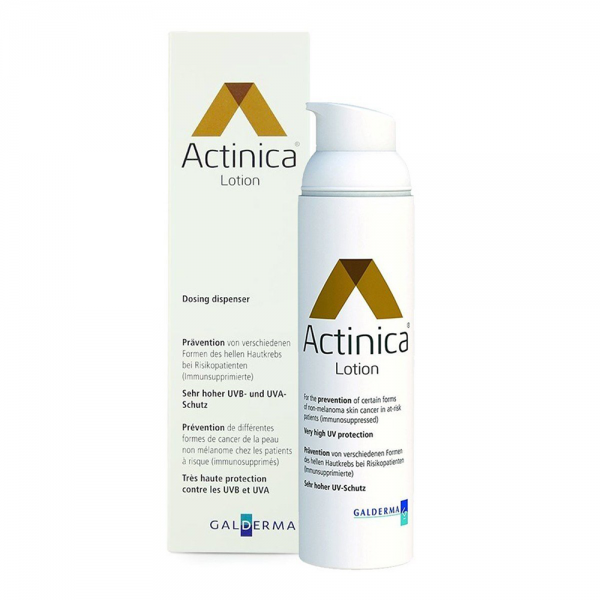 Actinica®
Lotion
Dosing dispenser
Prävention von verschiedenen
Formen des hellen Hautkrebs
bei Risikopatienten
(Immunsupprimierte)
Sehr hoher UVB- und UVA-
Schutz
Prévention de différentes
formes de cancer de la peau
non mélanome chez les patients
à risque (immunosupprimés)
Très haute protection
contre les UVB et UVA
GALDERMA
Actinica®
Lotion
For the prevention of certain forms
of non-melanoma skin cancer in at-risk
patients (immunosuppressed)
Very high UV protection
Prävention von verschiedenen Formen
des hellen Hautkrebs bei Risikopatienten
(Immunsupprimierte)
Sehr hoher UV-Schutz
GALDERMA